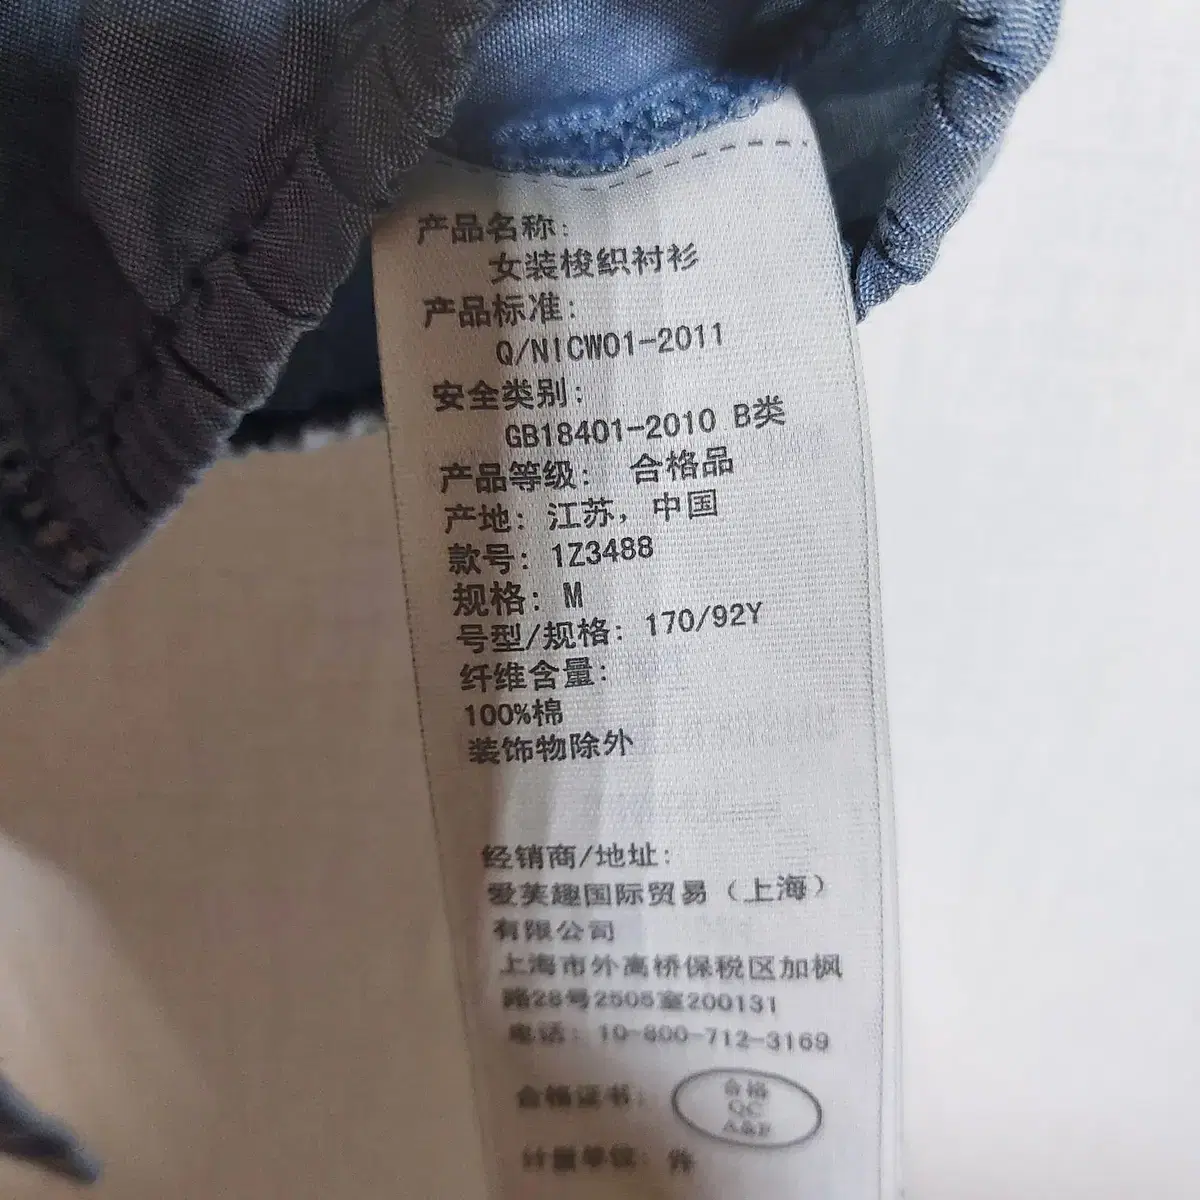 产品名称:
女装梭织衬衫
产品标准:
Q/NICW01-2011
安全类别:
GB18401-2010 B类
产品等级: 合格品
产地: 江苏, 中国
款号: 1Z3488
规格: M
号型/规格: 170/92Y
纤维含量:
100%棉
装饰物除外
经销商/地址:
爱芙趣国际贸易（上海）
有限公司
上海市外高桥保税区加枫
路28号2505室200131
电话: 10-800-712-3169
合格证书:
合格
QC
A&F
计量单位: 件